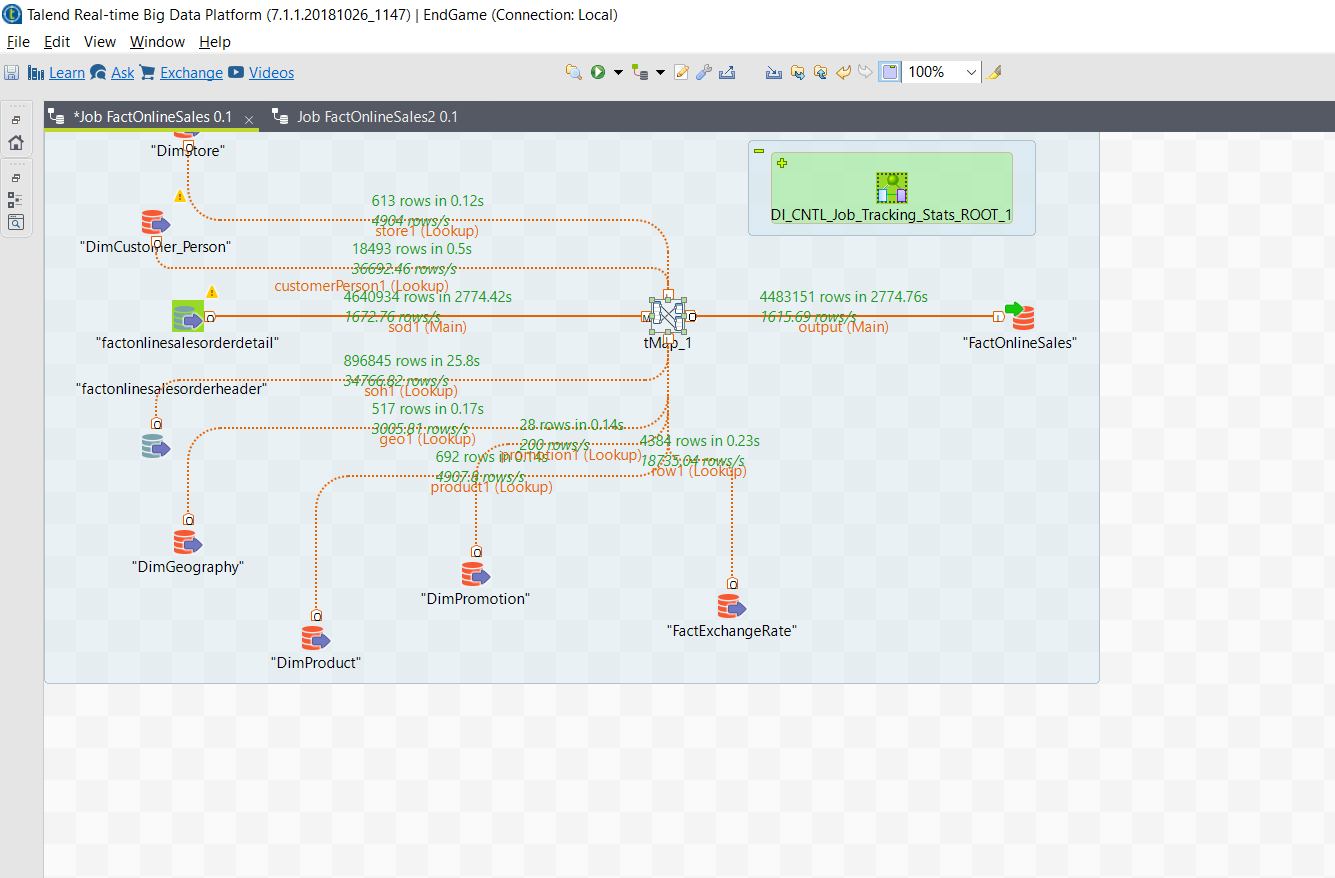 Talend Real-time Big Data Platform (7.1.1.20181026_1147) | EndGame (Connection: Local)
File Edit View Window Help
Learn Ask Exchange Videos 100%
*Job FactOnlineSales 0.1 Job FactOnlineSales2 0.1
"DimStore"
613 rows in 0.12s
4904 rows/s
store1 (Lookup)
DI_CNTL_Job_Tracking_Stats_ROOT_1
"DimCustomer_Person"
18493 rows in 0.5s
36692.46 rows/s
customerPerson1 (Lookup)
4640934 rows in 2774.42s
1672.76 rows/s
sod1 (Main)
4483151 rows in 2774.76s
1615.69 rows/s
output (Main)
"factonlinesalesorderdetail"
tMap_1
"FactOnlineSales"
896845 rows in 25.8s
34766.82 rows/s
soh1 (Lookup)
"factonlinesalesorderheader"
517 rows in 0.17s
3005.81 rows/s
geo1 (Lookup)
28 rows in 0.14s
200 rows/s
promotion1 (Lookup)
4384 rows in 0.23s
18735.04 rows/s
row1 (Lookup)
692 rows in 0.14s
4907.8 rows/s
product1 (Lookup)
"DimGeography"
"DimPromotion"
"FactExchangeRate"
"DimProduct"